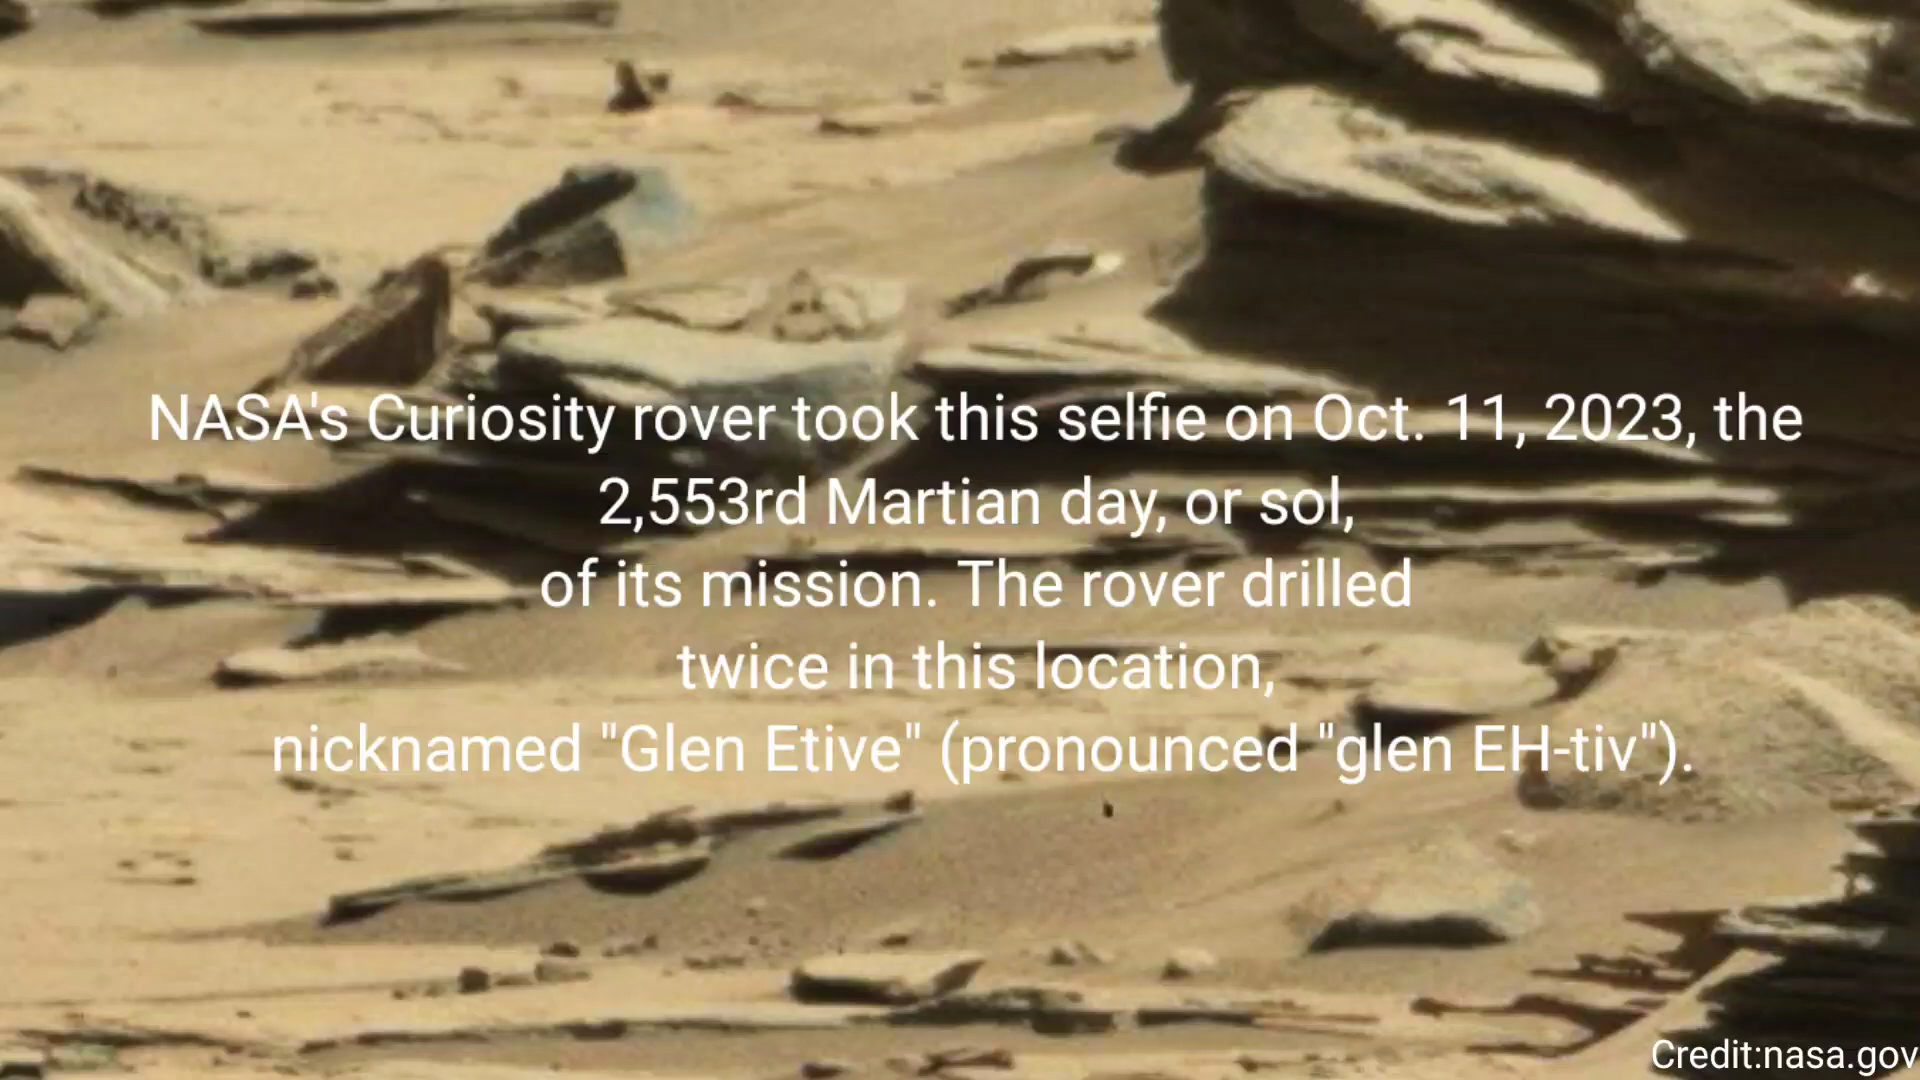 NASA's Curiosity rover took this selfie on Oct. 11, 2023, the
2,553rd Martian day, or sol,
of its mission. The rover drilled
twice in this location,
nicknamed "Glen Etive" (pronounced "glen EH-tiv").
Credit:nasa.gov